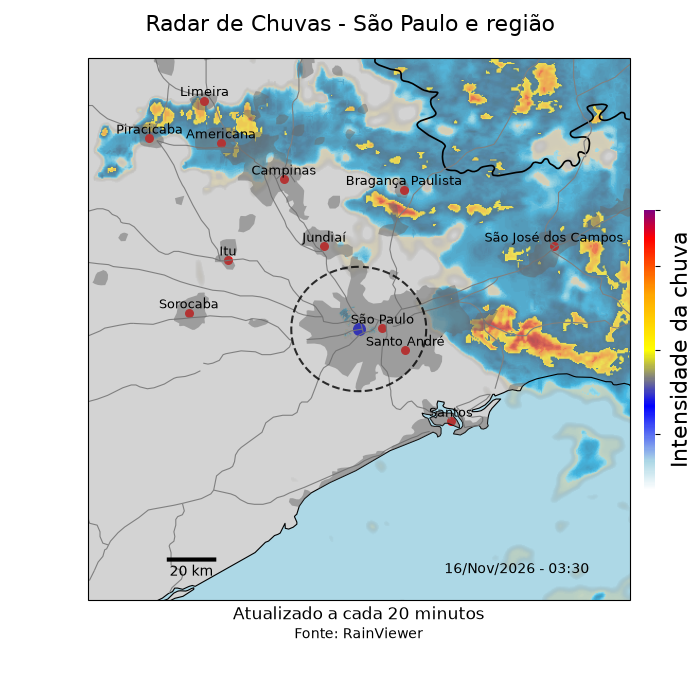 Radar de Chuvas - São Paulo e região
Limeira
Piracicaba
Americana
Campinas
Bragança Paulista
Jundiaí
São José dos Campos
Itu
Sorocaba
São Paulo
Santo André
Santos
Intensidade da chuva
20 km
16/Nov/2026 - 03:30
Atualizado a cada 20 minutos
Fonte: RainViewer